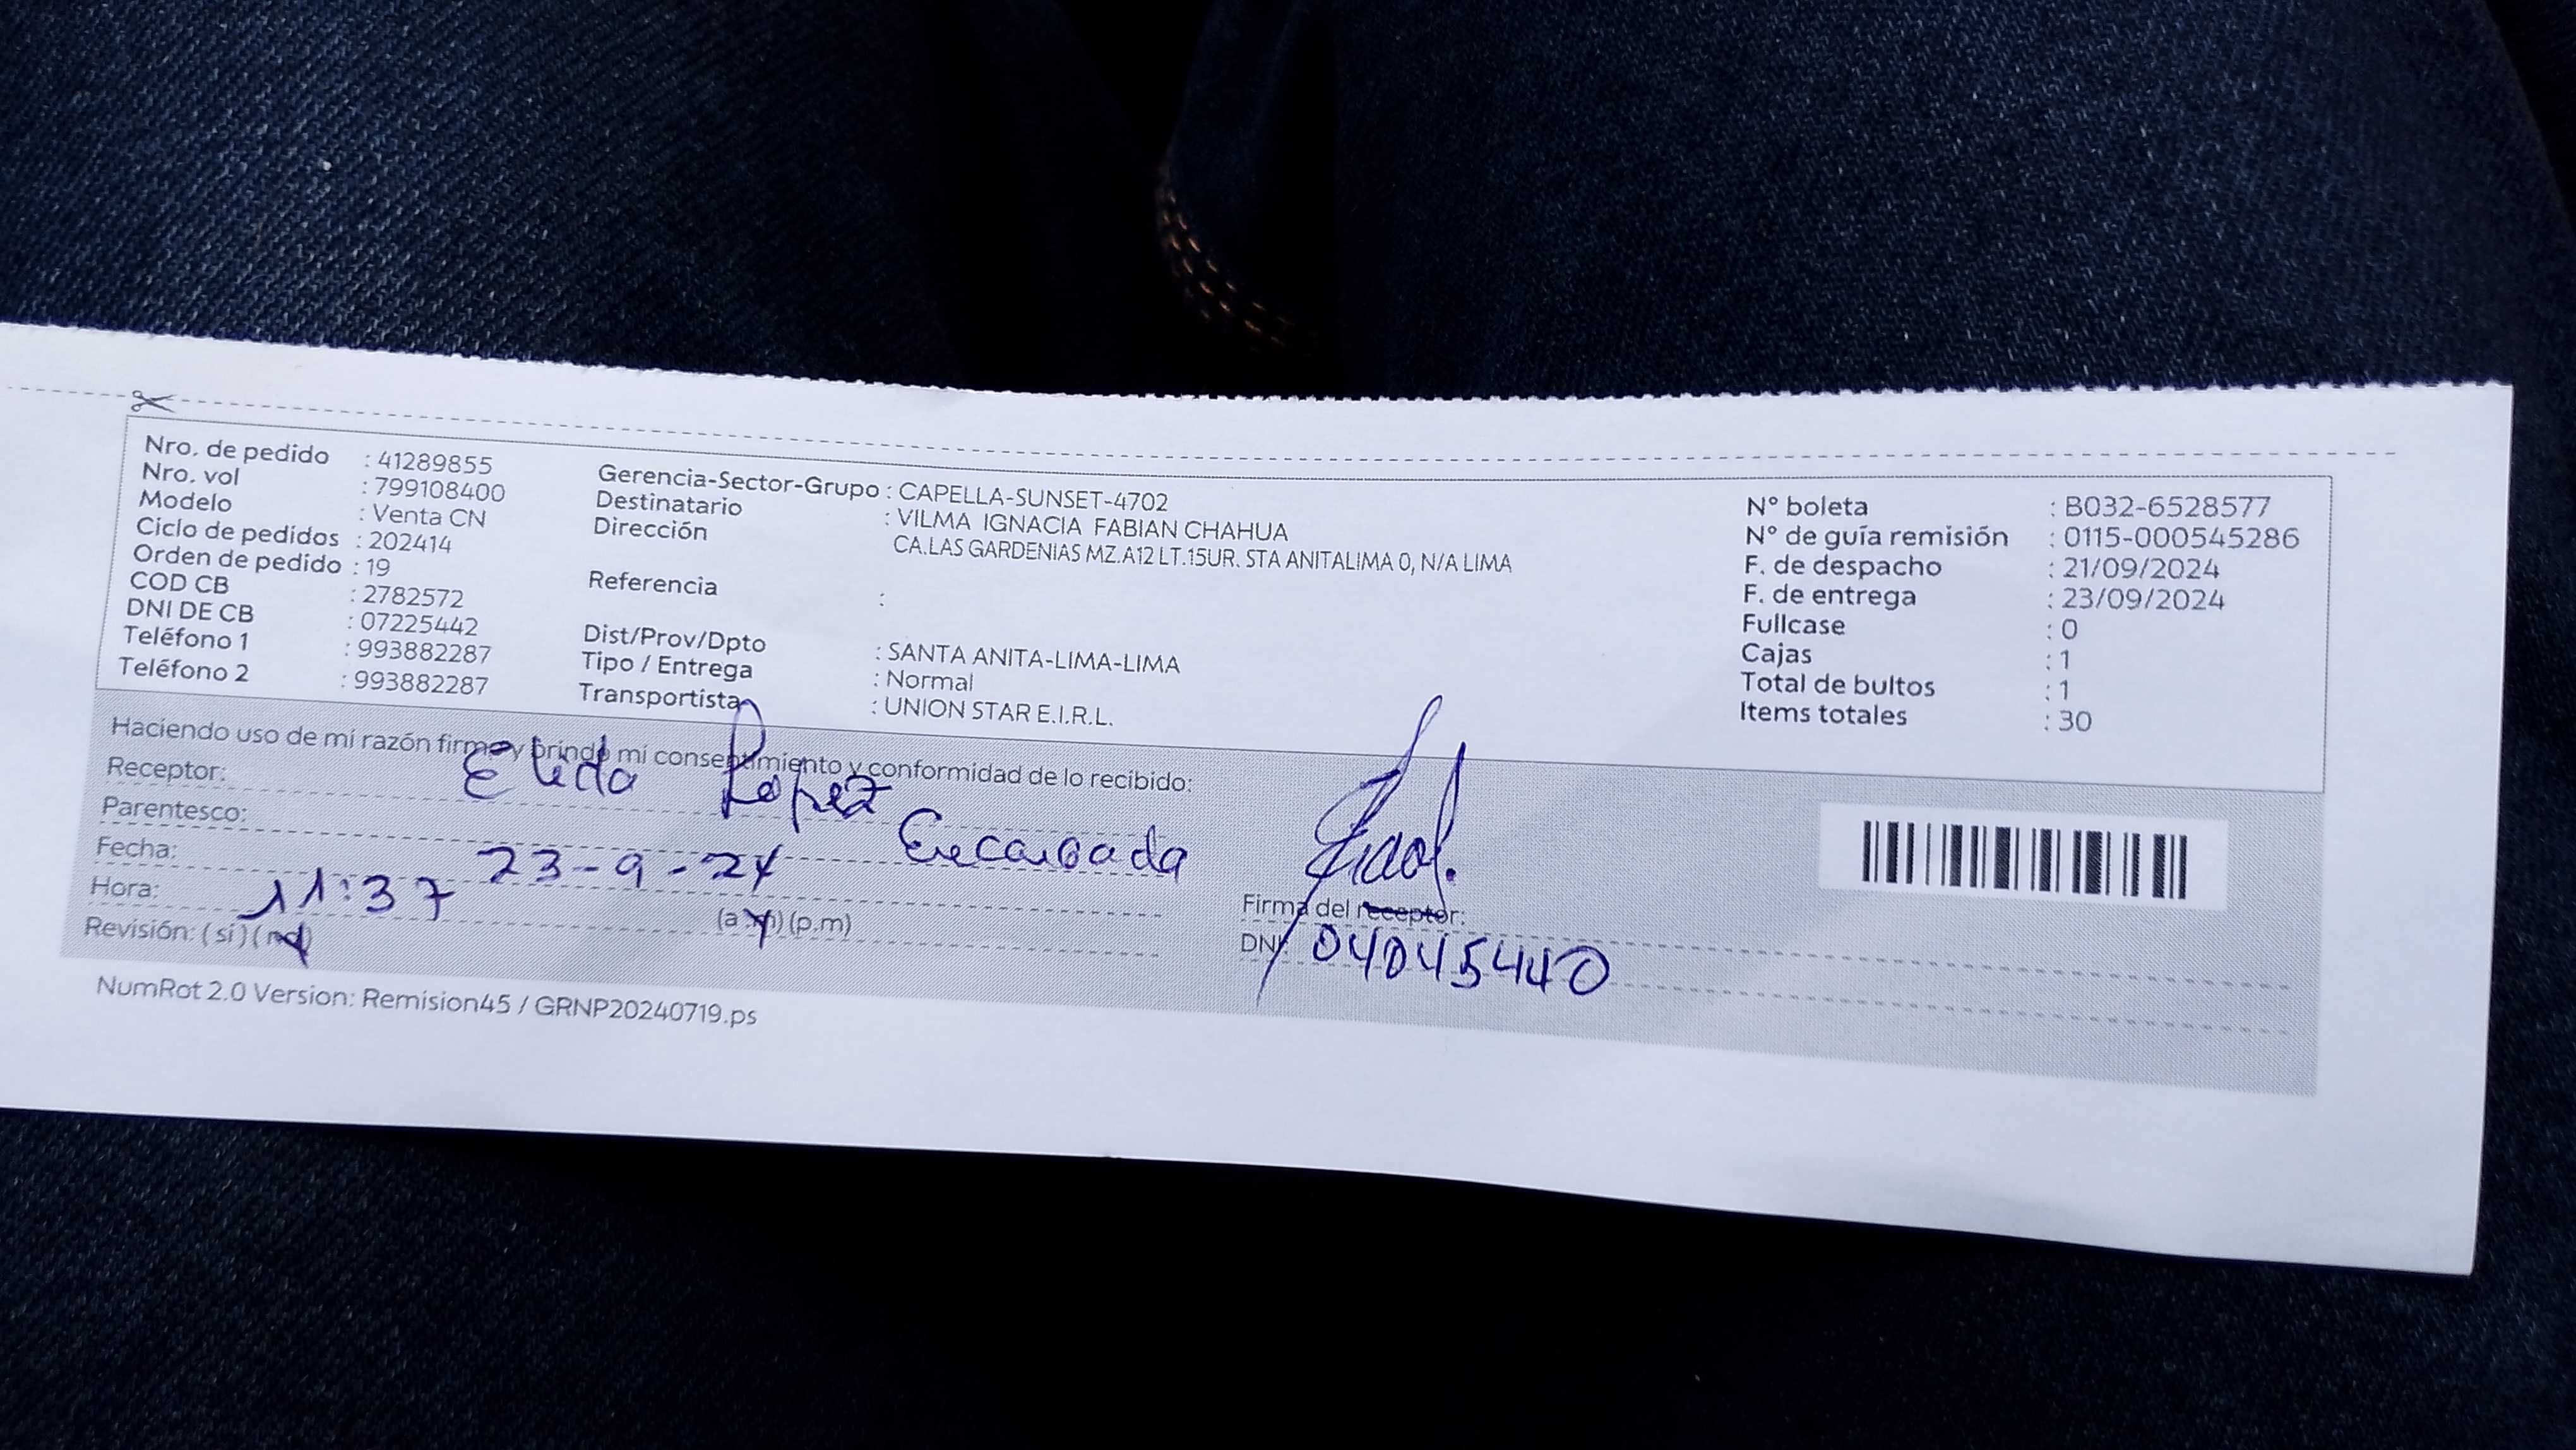 Nro. de pedido : 41289855
Nro. vol : 799108400
Modelo : Venta CN
Ciclo de pedidos : 202414
Orden de pedido : 19
COD CB : 2782572
DNI DE CB : 07225442
Teléfono 1 : 993882287
Teléfono 2 : 993882287
Gerencia-Sector-Grupo : CAPELLA-SUNSET-4702
Destinatario : VILMA IGNACIA FABIAN CHAHUA
Dirección CA.LAS GARDENIAS MZ.A12 LT.15UR. STA ANITALIMA 0, N/A LIMA
Referencia :
Dist/Prov/Dpto : SANTA ANITA-LIMA-LIMA
Tipo / Entrega : Normal
Transportista : UNION STAR E.I.R.L.
N° boleta : B032-6528577
N° de guía remisión : 0115-000545286
F. de despacho : 21/09/2024
F. de entrega : 23/09/2024
Fullcase : 0
Cajas : 1
Total de bultos : 1
Items totales : 30
Haciendo uso de mi razón firmo y brindo mi consentimiento y conformidad de lo recibido:
Receptor: Elida Lopez
Parentesco: Encargada
Fecha: 23-9-24
Hora: 11:37 (a.m) (p.m)
Revisión: (si) (no)
Firma del receptor:
DNI: 04045440
NumRot 2.0 Version: Remision45 / GRNP20240719.ps